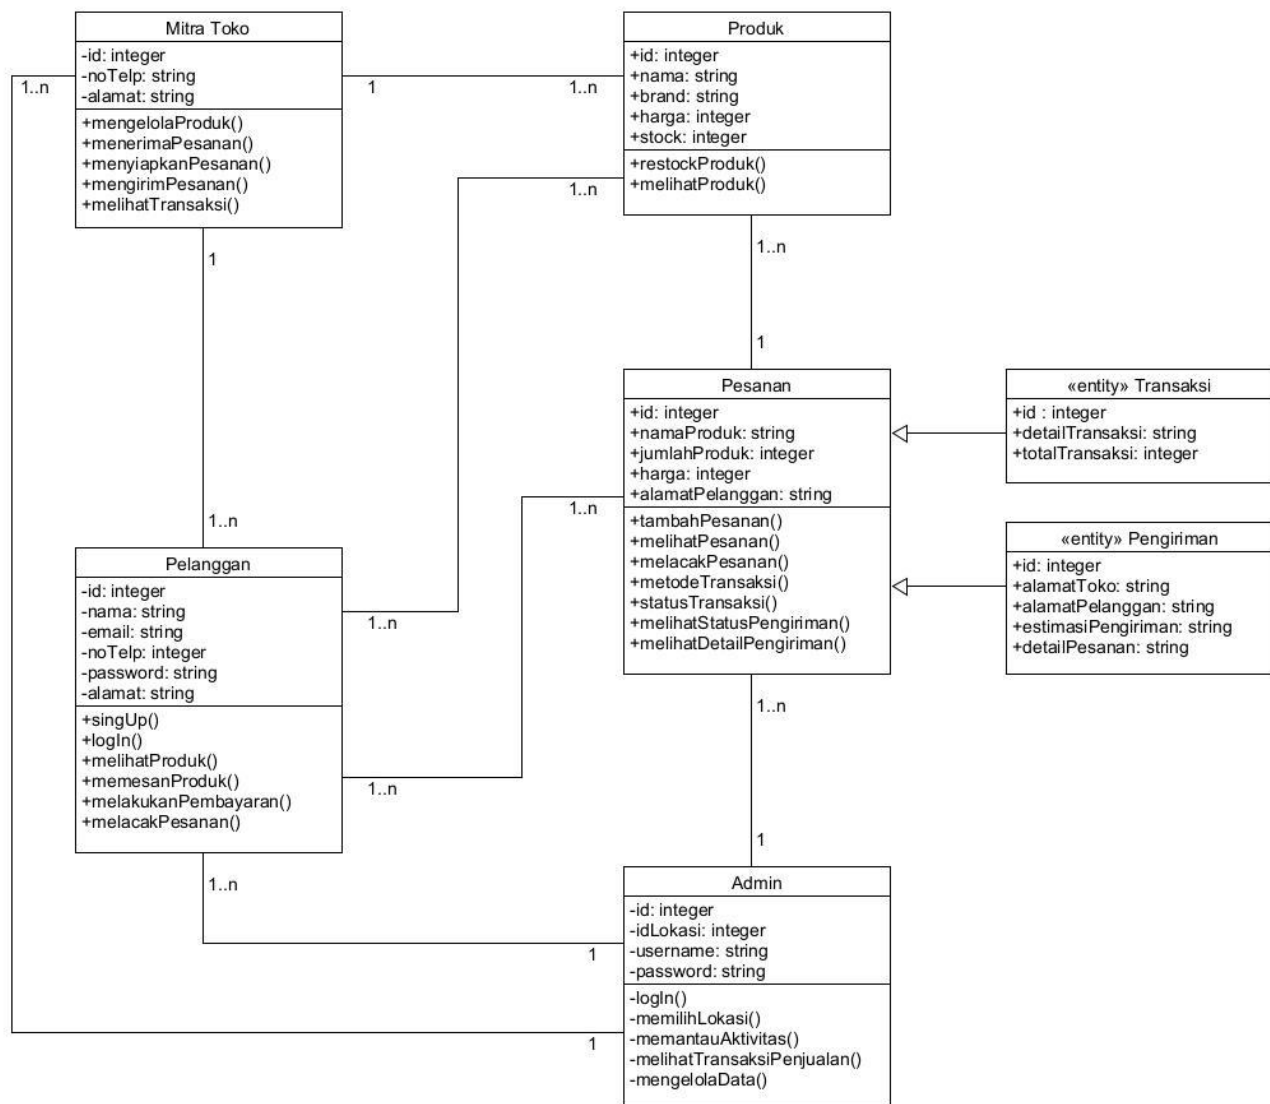 Mitra Toko
-id: integer
-noTelp: string
-alamat: string
+mengelolaProduk()
+menerimaPesanan()
+menyiapkanPesanan()
+mengirimPesanan()
+melihatTransaksi()
1..n
1
1..n
Produk
+id: integer
+nama: string
+brand: string
+harga: integer
+stock: integer
+restockProduk()
+melihatProduk()
1..n
1
1..n
1
1..n
Pesanan
+id: integer
+namaProduk: string
+jumlahProduk: integer
+harga: integer
+alamatPelanggan: string
+tambahPesanan()
+melihatPesanan()
+melacakPesanan()
+metodeTransaksi()
+statusTransaksi()
+melihatStatusPengiriman()
+melihatDetailPengiriman()
«entity» Transaksi
+id : integer
+detailTransaksi: string
+totalTransaksi: integer
«entity» Pengiriman
+id: integer
+alamatToko: string
+alamatPelanggan: string
+estimasiPengiriman: string
+detailPesanan: string
1..n
Pelanggan
-id: integer
-nama: string
-email: string
-noTelp: integer
-password: string
-alamat: string
+singUp()
+logIn()
+melihatProduk()
+memesanProduk()
+melakukanPembayaran()
+melacakPesanan()
1..n
1..n
1..n
1..n
1
1
1
Admin
-id: integer
-idLokasi: integer
-username: string
-password: string
-logIn()
-memilihLokasi()
-memantauAktivitas()
-melihatTransaksiPenjualan()
-mengelolaData()